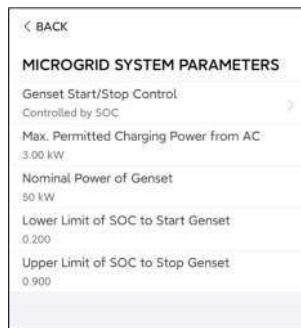 < BACK
MICROGRID SYSTEM PARAMETERS
Genset Start/Stop Control
Controlled by SOC
Max. Permitted Charging Power from AC
3.00 kW
Nominal Power of Genset
50 kW
Lower Limit of SOC to Start Genset
0.200
Upper Limit of SOC to Stop Genset
0.900